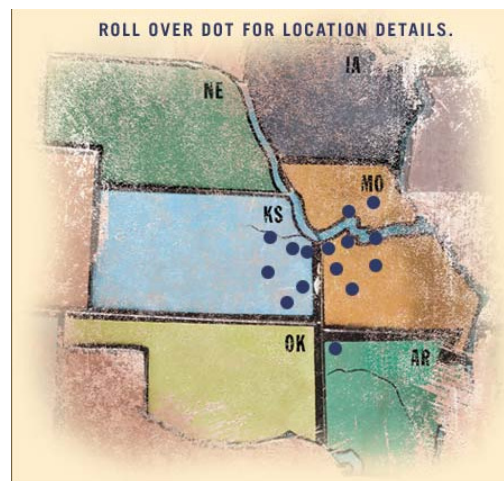 ROLL OVER DOT FOR LOCATION DETAILS.
IA
NE
MO
KS
OK
AR